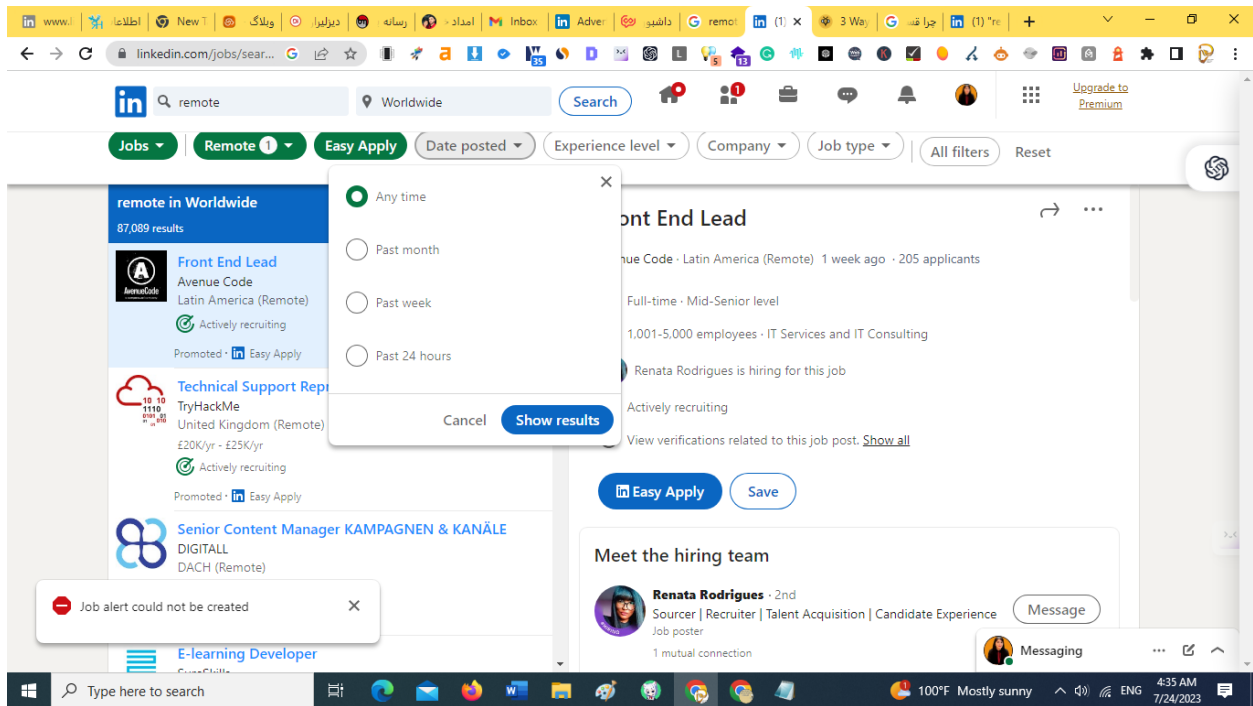 www.l
اطلاعا
New T
وبلاگ
دیزلیرا
رسانه
امداد
Inbox
Adver
داشبو
remot
(1)
3 Way
چرا قد
(1) "re
linkedin.com/jobs/sear...
35
5
13
remote
Worldwide
Search
1
Upgrade to
Premium
Jobs
Remote 1
Easy Apply
Date posted
Experience level
Company
Job type
All filters
Reset
Any time
Past month
Past week
Past 24 hours
Cancel
Show results
remote in Worldwide
87,089 results
AvenueCode
Front End Lead
Avenue Code
Latin America (Remote)
Actively recruiting
Promoted · in Easy Apply
Technical Support Repr
TryHackMe
United Kingdom (Remote)
£20K/yr - £25K/yr
Actively recruiting
Promoted · in Easy Apply
Senior Content Manager KAMPAGNEN & KANÄLE
DIGITALL
DACH (Remote)
Job alert could not be created
E-learning Developer
ont End Lead
nue Code · Latin America (Remote) 1 week ago · 205 applicants
Full-time · Mid-Senior level
1,001-5,000 employees · IT Services and IT Consulting
Renata Rodrigues is hiring for this job
Actively recruiting
View verifications related to this job post. Show all
in Easy Apply
Save
Meet the hiring team
Renata Rodrigues · 2nd
Sourcer | Recruiter | Talent Acquisition | Candidate Experience
Job poster
1 mutual connection
Message
Messaging
Type here to search
100°F Mostly sunny
ENG
4:35 AM
7/24/2023